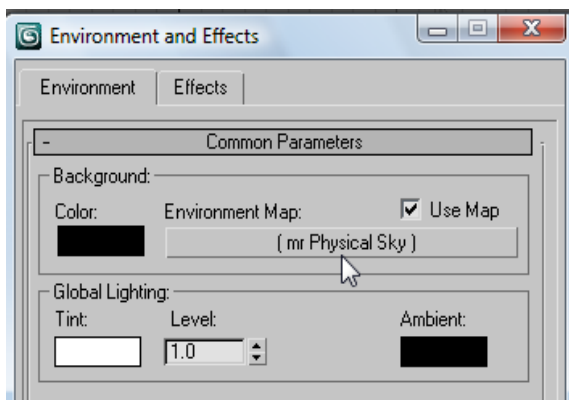 Environment and Effects
Environment Effects
- Common Parameters
Background:
Color: Environment Map: Use Map
( mr Physical Sky )
Global Lighting:
Tint: Level: Ambient:
1.0